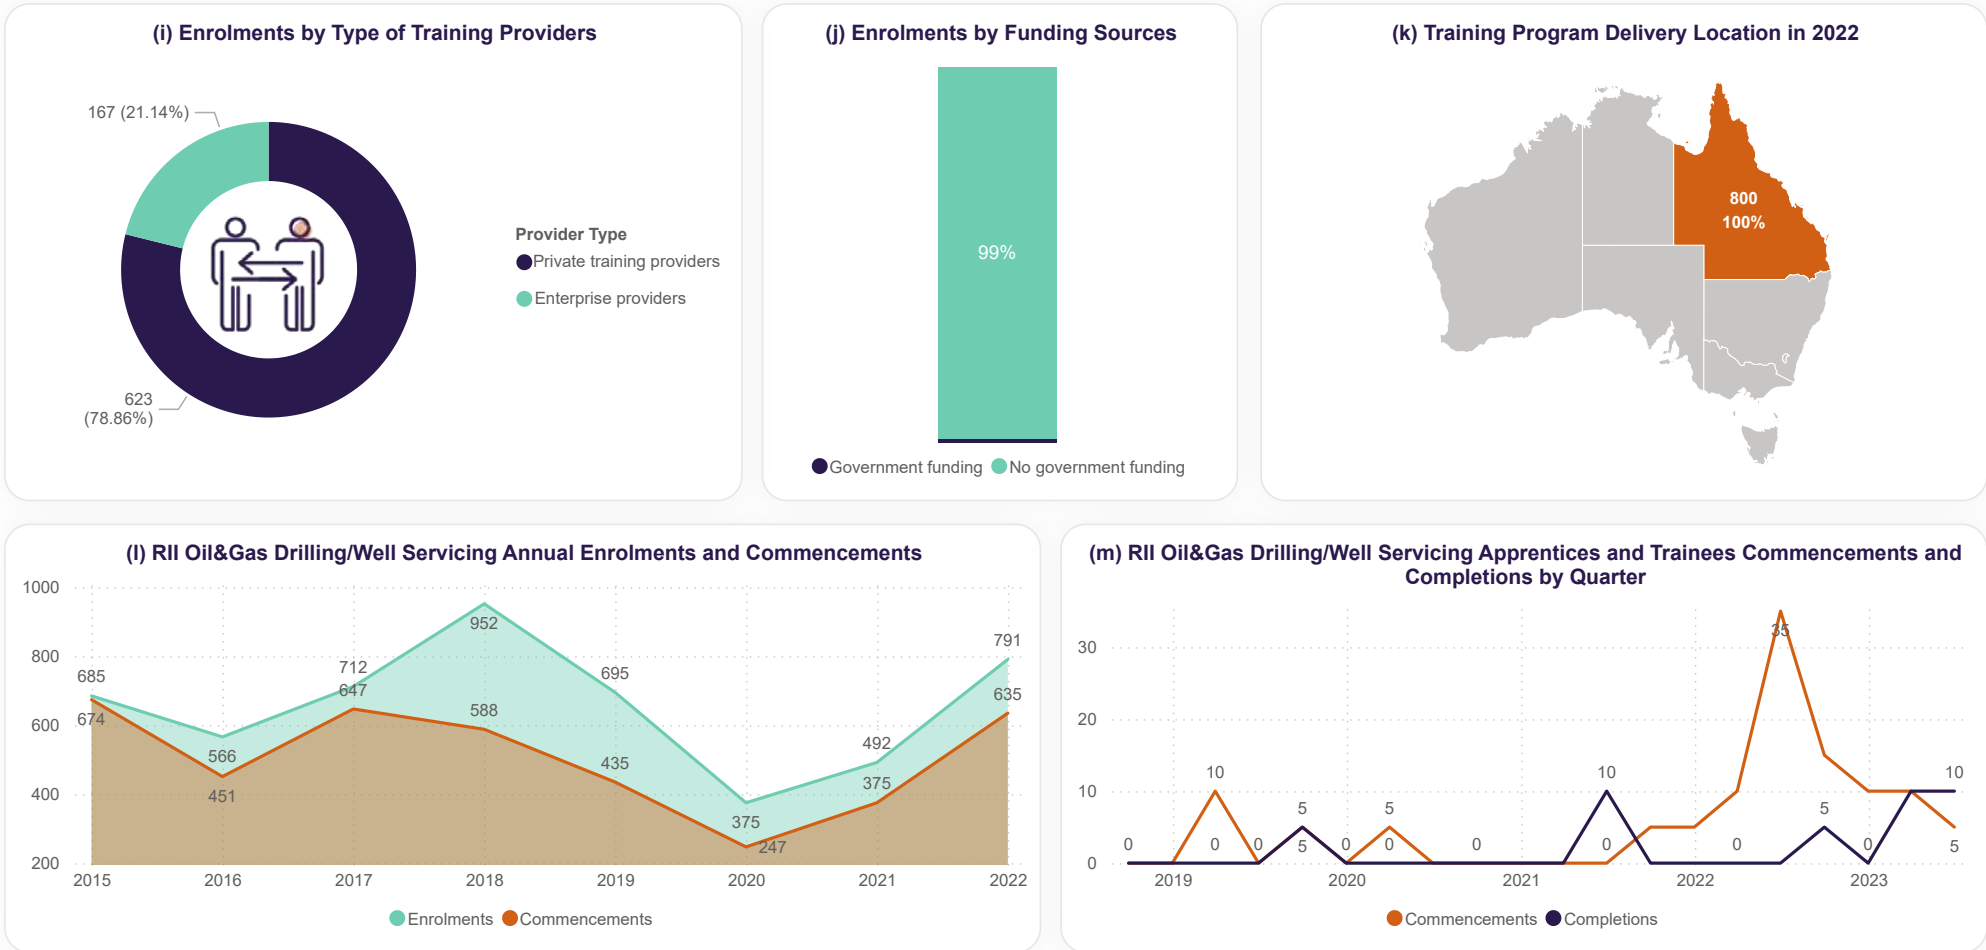 (i) Enrolments by Type of Training Providers
167 (21.14%)
623
(78.86%)
Provider Type
Private training providers
Enterprise providers
(j) Enrolments by Funding Sources
99%
Government funding No government funding
(k) Training Program Delivery Location in 2022
800
100%
(l) RII Oil&Gas Drilling/Well Servicing Annual Enrolments and Commencements
1000
800
600
400
200
685
674
566
451
712
647
952
588
695
435
375
247
492
375
791
635
2015 2016 2017 2018 2019 2020 2021 2022
Enrolments Commencements
(m) RII Oil&Gas Drilling/Well Servicing Apprentices and Trainees Commencements and
Completions by Quarter
30
20
10
0
35
10 10 10
5 5 5
0 0 0 5 0 0 0 0 0 0 5
2019 2020 2021 2022 2023
Commencements Completions